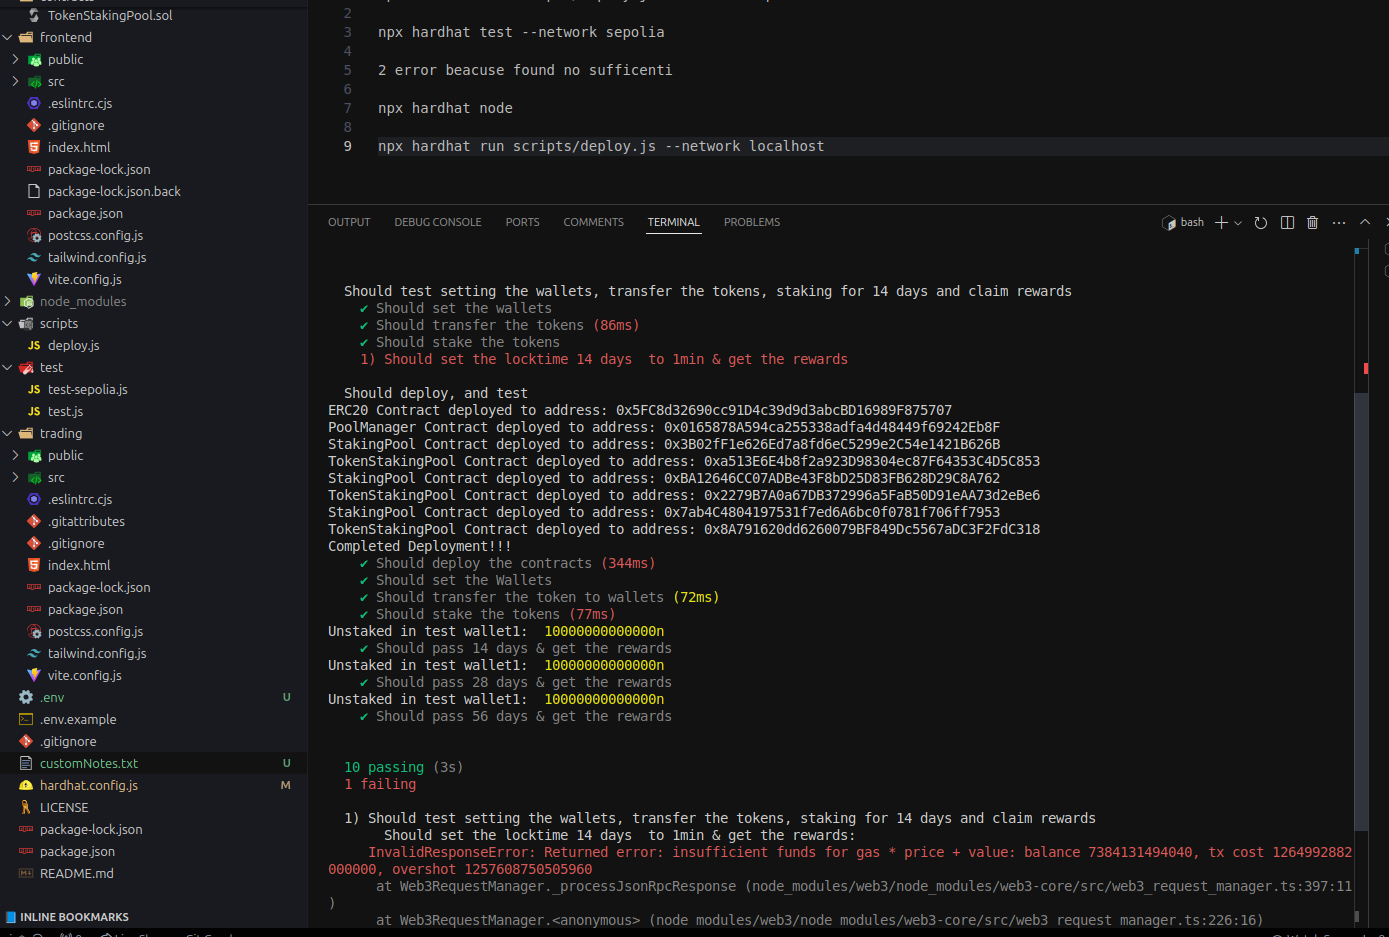 TokenStakingPool.sol
frontend
public
src
.eslintrc.cjs
.gitignore
index.html
package-lock.json
package-lock.json.back
package.json
postcss.config.js
tailwind.config.js
vite.config.js
node_modules
scripts
JS deploy.js
test
JS test-sepolia.js
JS test.js
trading
public
src
.eslintrc.cjs
.gitattributes
.gitignore
index.html
package-lock.json
package.json
postcss.config.js
tailwind.config.js
vite.config.js
.env U
.env.example
.gitignore
customNotes.txt U
hardhat.config.js M
LICENSE
package-lock.json
package.json
README.md
INLINE BOOKMARKS
2
3 npx hardhat test --network sepolia
4
5 2 error beacuse found no sufficenti
6
7 npx hardhat node
8
9 npx hardhat run scripts/deploy.js --network localhost
OUTPUT DEBUG CONSOLE PORTS COMMENTS TERMINAL PROBLEMS bash
Should test setting the wallets, transfer the tokens, staking for 14 days and claim rewards
✔ Should set the wallets
✔ Should transfer the tokens (86ms)
✔ Should stake the tokens
1) Should set the locktime 14 days  to 1min & get the rewards
Should deploy, and test
ERC20 Contract deployed to address: 0x5FC8d32690cc91D4c39d9d3abcBD16989F875707
PoolManager Contract deployed to address: 0x0165878A594ca255338adfa4d48449f69242Eb8F
StakingPool Contract deployed to address: 0x3B02fF1e626Ed7a8fd6eC5299e2C54e1421B626B
TokenStakingPool Contract deployed to address: 0xa513E6E4b8f2a923D98304ec87F64353C4D5C853
StakingPool Contract deployed to address: 0xBA12646CC07ADBe43F8bD25D83FB628D29C8A762
TokenStakingPool Contract deployed to address: 0x2279B7A0a67DB372996a5FaB50D91eAA73d2eBe6
StakingPool Contract deployed to address: 0x7ab4C4804197531f7ed6A6bc0f0781f706ff7953
TokenStakingPool Contract deployed to address: 0x8A791620dd6260079BF849Dc5567aDC3F2FdC318
Completed Deployment!!!
✔ Should deploy the contracts (344ms)
✔ Should set the Wallets
✔ Should transfer the token to wallets (72ms)
✔ Should stake the tokens (77ms)
Unstaked in test wallet1:  10000000000000n
✔ Should pass 14 days & get the rewards
Unstaked in test wallet1:  10000000000000n
✔ Should pass 28 days & get the rewards
Unstaked in test wallet1:  10000000000000n
✔ Should pass 56 days & get the rewards
10 passing (3s)
1 failing
1) Should test setting the wallets, transfer the tokens, staking for 14 days and claim rewards
Should set the locktime 14 days  to 1min & get the rewards:
InvalidResponseError: Returned error: insufficient funds for gas * price + value: balance 7384131494040, tx cost 1264992882
000000, overshot 1257608750505960
at Web3RequestManager._processJsonRpcResponse (node_modules/web3/node_modules/web3-core/src/web3_request_manager.ts:397:11
)
at Web3RequestManager.<anonymous> (node_modules/web3/node_modules/web3-core/src/web3_request_manager.ts:226:16)